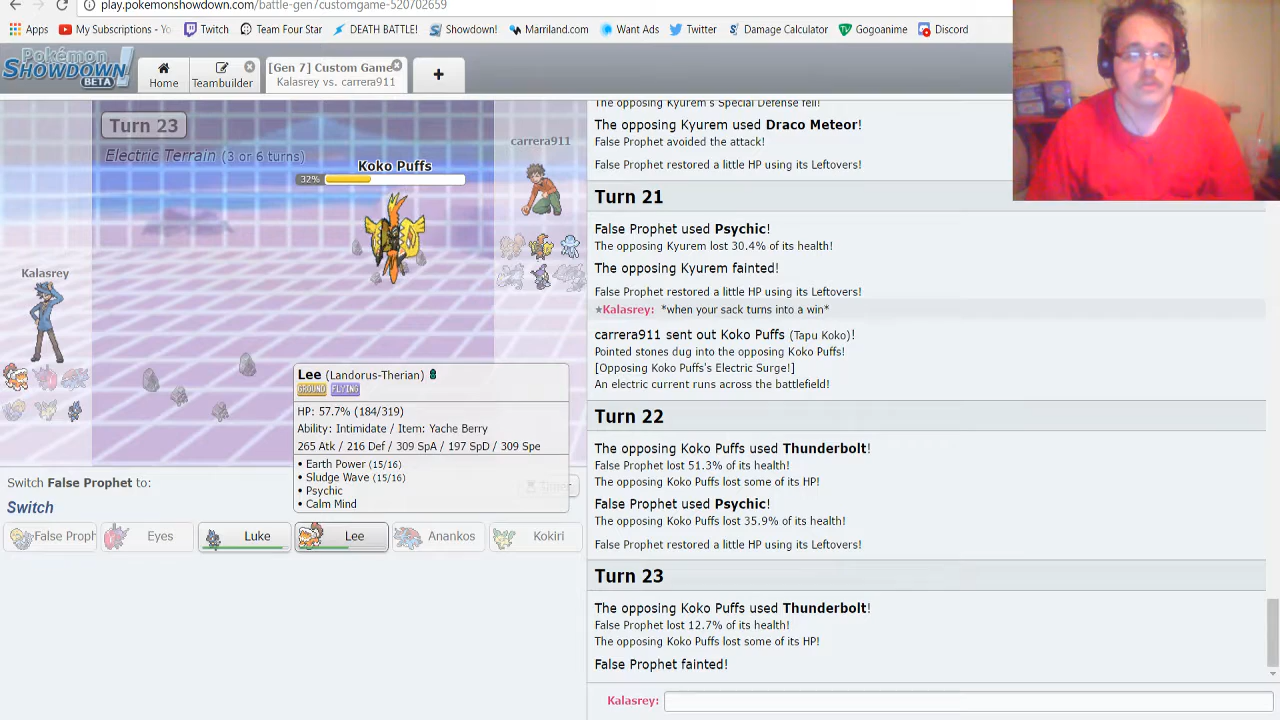 play.pokemonshowdown.com/battle-gen7customgame-520702659
Apps
My Subscription - Yo
Twitch
Team Four Star
DEATH BATTLE!
Showdown!
Marriland.com
Want Ads
Twitter
Damage Calculator
Gogoanime
Discord
Pokémon
Showdown!
BETA
Home
Teambuilder
[Gen 7] Custom Game
Kalasrey vs. carrera911
+
Turn 23
Electric Terrain (3 or 6 turns)
Koko Puffs
32%
carrera911
Kalasrey
Lee (Landorus-Therian)
GROUND FLYING
HP: 57.7% (184/319)
Ability: Intimidate / Item: Yache Berry
265 Atk / 216 Def / 309 SpA / 197 SpD / 309 Spe
• Earth Power (15/16)
• Sludge Wave (15/16)
• Psychic
• Calm Mind
Switch False Prophet to:
Timer
Switch
False Proph
Eyes
Luke
Lee
Anankos
Kokiri
The opposing Kyurem's Special Defense fell!
The opposing Kyurem used Draco Meteor!
False Prophet avoided the attack!
False Prophet restored a little HP using its Leftovers!
Turn 21
False Prophet used Psychic!
The opposing Kyurem lost 30.4% of its health!
The opposing Kyurem fainted!
False Prophet restored a little HP using its Leftovers!
★Kalasrey: *when your sack turns into a win*
carrera911 sent out Koko Puffs (Tapu Koko)!
Pointed stones dug into the opposing Koko Puffs!
[Opposing Koko Puffs's Electric Surge!]
An electric current runs across the battlefield!
Turn 22
The opposing Koko Puffs used Thunderbolt!
False Prophet lost 51.3% of its health!
The opposing Koko Puffs lost some of its HP!
False Prophet used Psychic!
The opposing Koko Puffs lost 35.9% of its health!
False Prophet restored a little HP using its Leftovers!
Turn 23
The opposing Koko Puffs used Thunderbolt!
False Prophet lost 12.7% of its health!
The opposing Koko Puffs lost some of its HP!
False Prophet fainted!
Kalasrey: